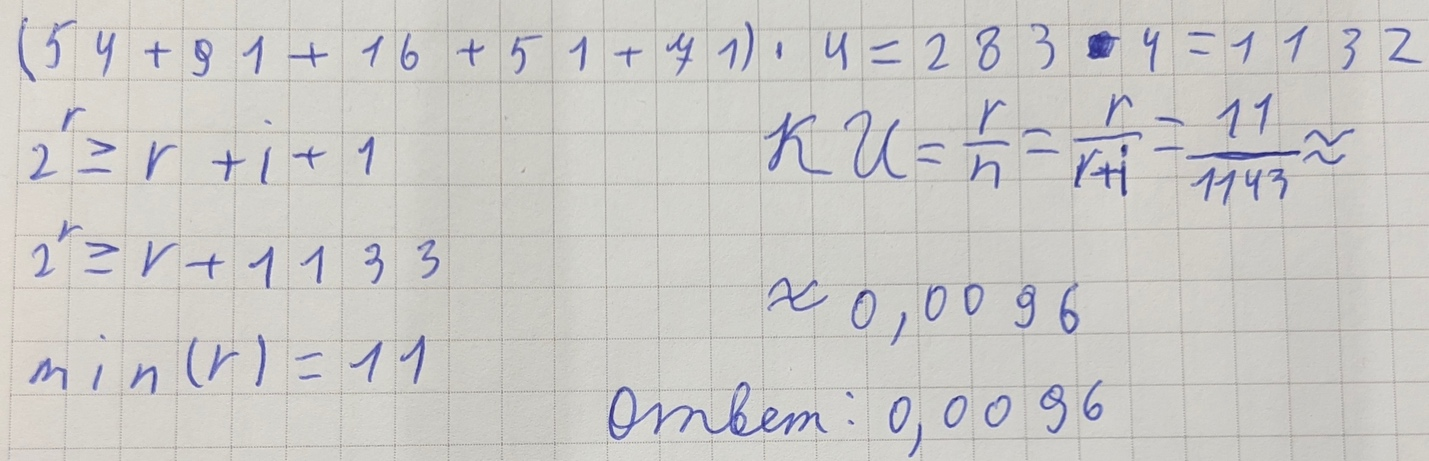 (54+91+16+51+71)·4=283·4=1132
2^r ≥ r+i+1
2^r ≥ r+1133
min(r)=11
КИ = r/n = r/(r+i) = 11/1143 ≈
≈ 0,0096
Ответ: 0,0096